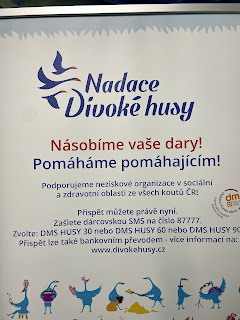 Nadace
Divoké husy
Násobíme vaše dary!
Pomáháme pomáhajícím!
Podporujeme neziskové organizace v sociální
a zdravotní oblasti ze všech koutů ČR!
Přispět můžete právě nyní.
Zašlete dárcovskou SMS na číslo 87777.
Zvolte: DMS HUSY 30 nebo DMS HUSY 60 nebo DMS HUSY 90
Přispět lze také bankovním převodem - více informací na:
www.divokehusy.cz
dms